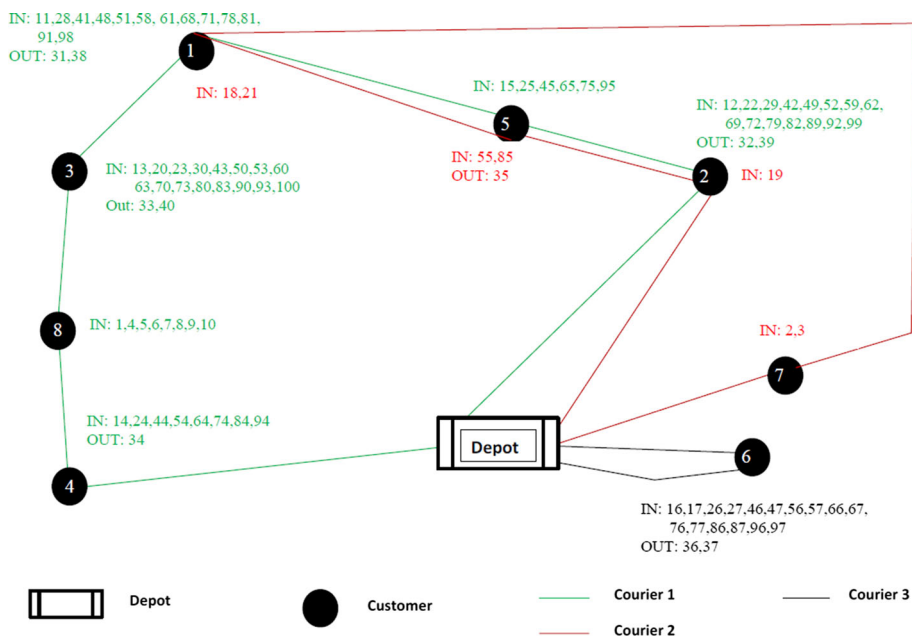 IN: 11,28,41,48,51,58, 61,68,71,78,81,
91,98
OUT: 31,38
1
IN: 18,21
IN: 15,25,45,65,75,95
5
IN: 55,85
OUT: 35
IN: 12,22,29,42,49,52,59,62,
69,72,79,82,89,92,99
OUT: 32,39
2
IN: 19
3
IN: 13,20,23,30,43,50,53,60
63,70,73,80,83,90,93,100
Out: 33,40
8
IN: 1,4,5,6,7,8,9,10
IN: 2,3
7
IN: 14,24,44,54,64,74,84,94
OUT: 34
4
Depot
6
IN: 16,17,26,27,46,47,56,57,66,67,
76,77,86,87,96,97
OUT: 36,37
Depot
Customer
Courier 1
Courier 3
Courier 2